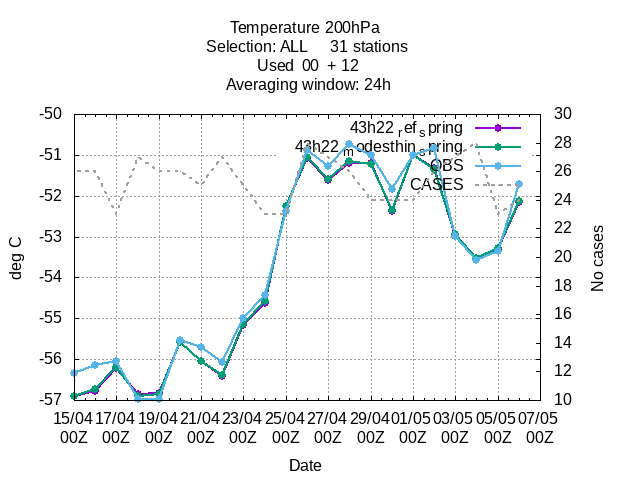 Temperature 200hPa
Selection: ALL 31 stations
Used 00 + 12
Averaging window: 24h
43h22_ref_spring
43h22_modesthin_spring
OBS
CASES
-50
-51
-52
-53
-54
-55
-56
-57
30
28
26
24
22
20
18
16
14
12
10
deg C
No cases
15/04 17/04 19/04 21/04 23/04 25/04 27/04 29/04 01/05 03/05 05/05 07/05
00Z 00Z 00Z 00Z 00Z 00Z 00Z 00Z 00Z 00Z 00Z 00Z
Date